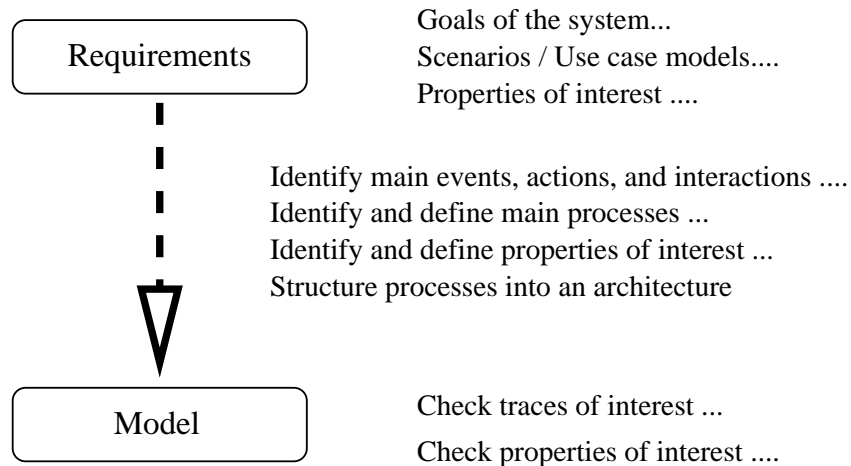 Goals of the system...
Requirements
Scenarios / Use case models....
Properties of interest ....
Identify main events, actions, and interactions ....
Identify and define main processes ...
Identify and define properties of interest ...
Structure processes into an architecture
Model
Check traces of interest ...
Check properties of interest ....